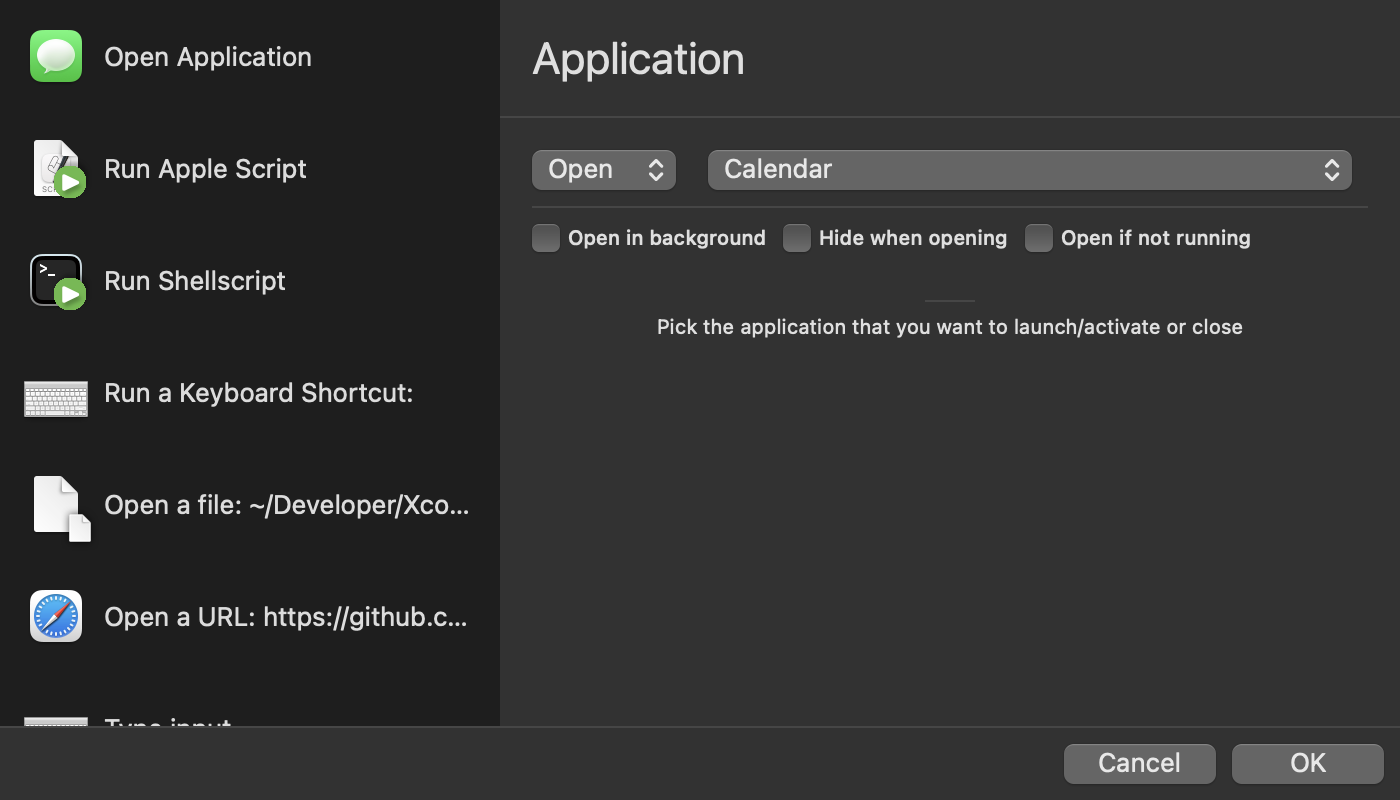 Open Application
Run Apple Script
Run Shellscript
Run a Keyboard Shortcut:
Open a file: ~/Developer/Xco...
Open a URL: https://github.c...
Type input
Application
Open
Calendar
Open in background
Hide when opening
Open if not running
Pick the application that you want to launch/activate or close
Cancel
OK